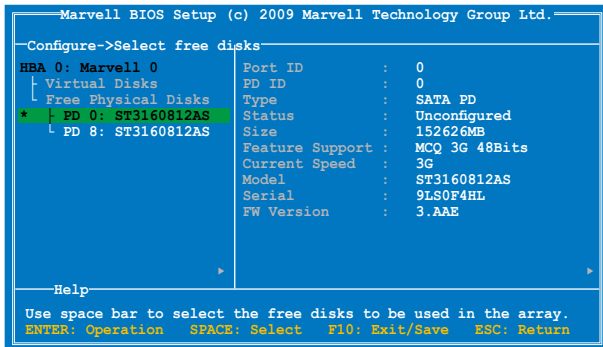 Marvell BIOS Setup (c) 2009 Marvell Technology Group Ltd.
Configure->Select free disks
HBA 0: Marvell 0
Virtual Disks
Free Physical Disks
* PD 0: ST3160812AS
PD 8: ST3160812AS
Port ID : 0
PD ID : 0
Type : SATA PD
Status : Unconfigured
Size : 152626MB
Feature Support : MCQ 3G 48Bits
Current Speed : 3G
Model : ST3160812AS
Serial : 9LS0F4HL
FW Version : 3.AAE
Help
Use space bar to select the free disks to be used in the array.
ENTER: Operation SPACE: Select F10: Exit/Save ESC: Return